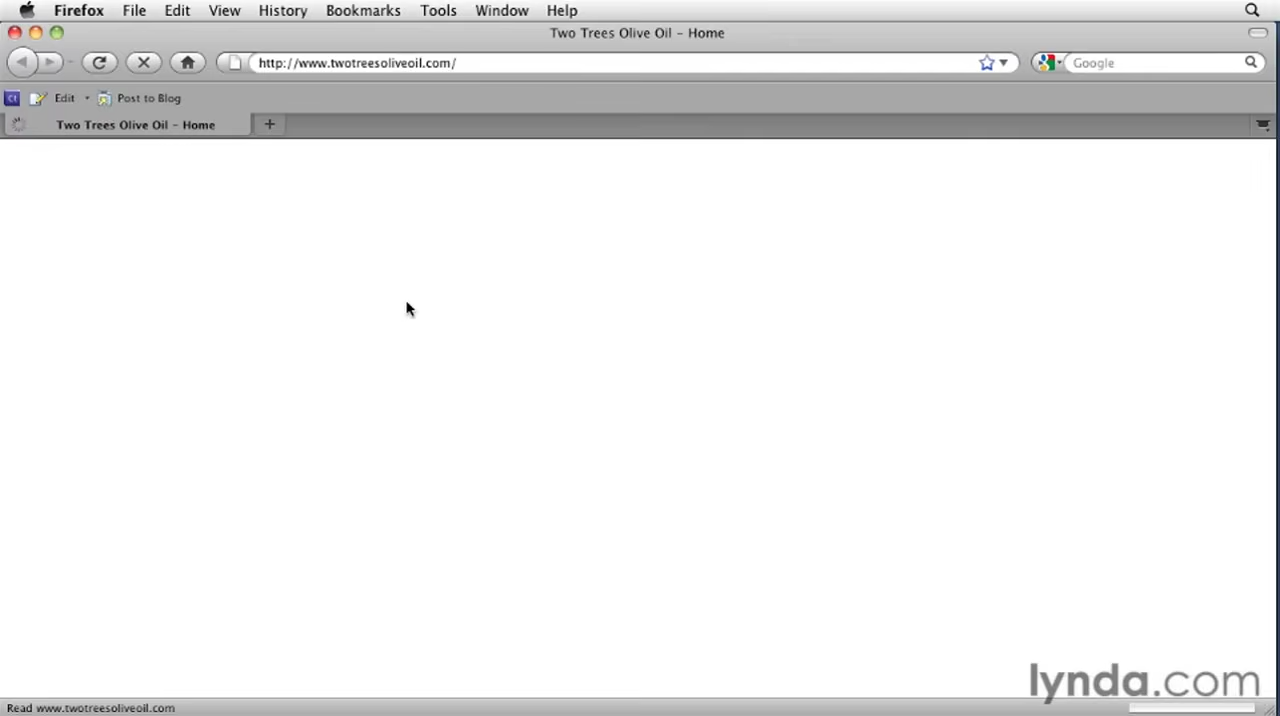 Firefox File Edit View History Bookmarks Tools Window Help
Two Trees Olive Oil – Home
http://www.twotreesoliveoil.com/ Google
CI Edit Post to Blog
Two Trees Olive Oil – Home +
lynda.com
Read www.twotreesoliveoil.com